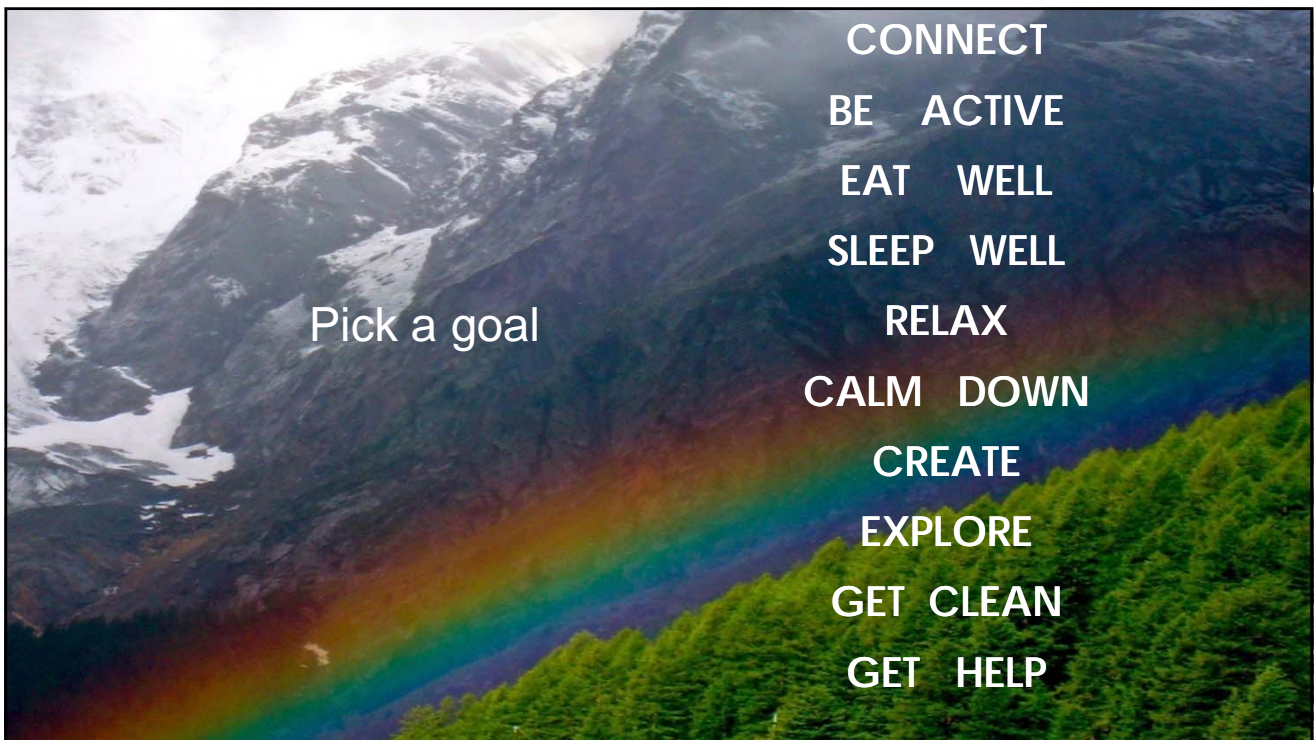 Pick a goal
CONNECT
BE ACTIVE
EAT WELL
SLEEP WELL
RELAX
CALM DOWN
CREATE
EXPLORE
GET CLEAN
GET HELP